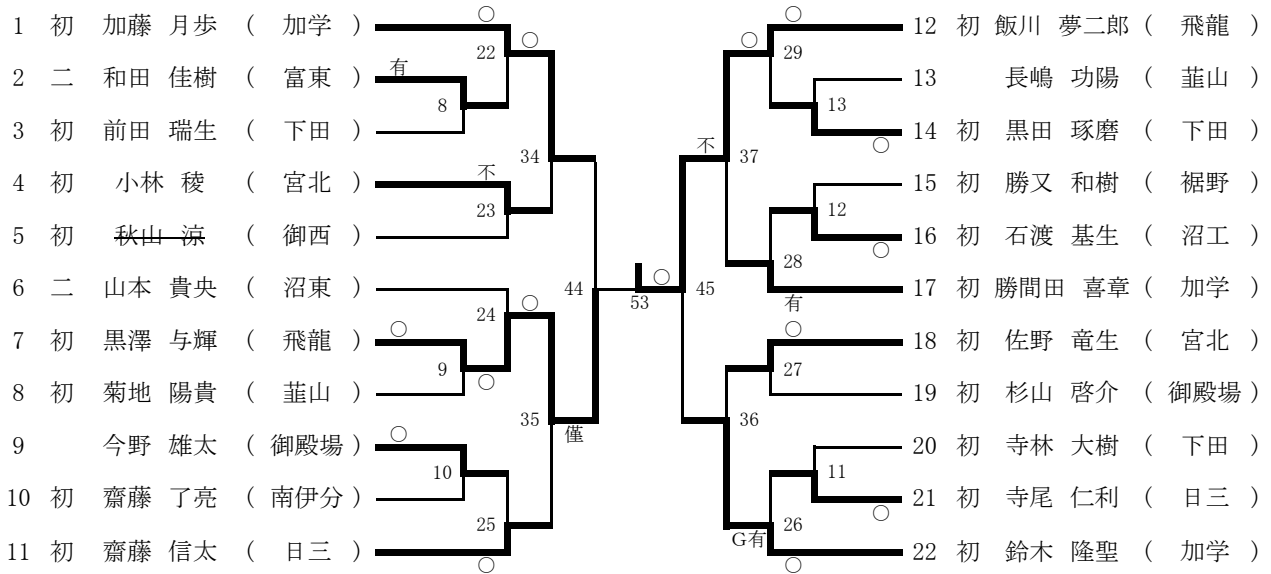 1 初 加藤 月歩 ( 加学 )
2 二 和田 佳樹 ( 富東 )
3 初 前田 瑞生 ( 下田 )
4 初 小林 稜 ( 宮北 )
5 初 秋山 涼 ( 御西 )
6 二 山本 貴央 ( 沼東 )
7 初 黒澤 与輝 ( 飛龍 )
8 初 菊地 陽貴 ( 韮山 )
9 今野 雄太 ( 御殿場 )
10 初 齋藤 了亮 ( 南伊分 )
11 初 齋藤 信太 ( 日三 )
○
22
○
有
8
34
不
23
44
24
○
○
9
○
35
僅
○
10
25
○
53
○
○
○
29
13
○
不
37
12
○
28
有
45
○
27
36
11
○
G有
26
○
12 初 飯川 夢二郎 ( 飛龍 )
13 長嶋 功陽 ( 韮山 )
14 初 黒田 琢磨 ( 下田 )
15 初 勝又 和樹 ( 裾野 )
16 初 石渡 基生 ( 沼工 )
17 初 勝間田 喜章 ( 加学 )
18 初 佐野 竜生 ( 宮北 )
19 初 杉山 啓介 ( 御殿場 )
20 初 寺林 大樹 ( 下田 )
21 初 寺尾 仁利 ( 日三 )
22 初 鈴木 隆聖 ( 加学 )